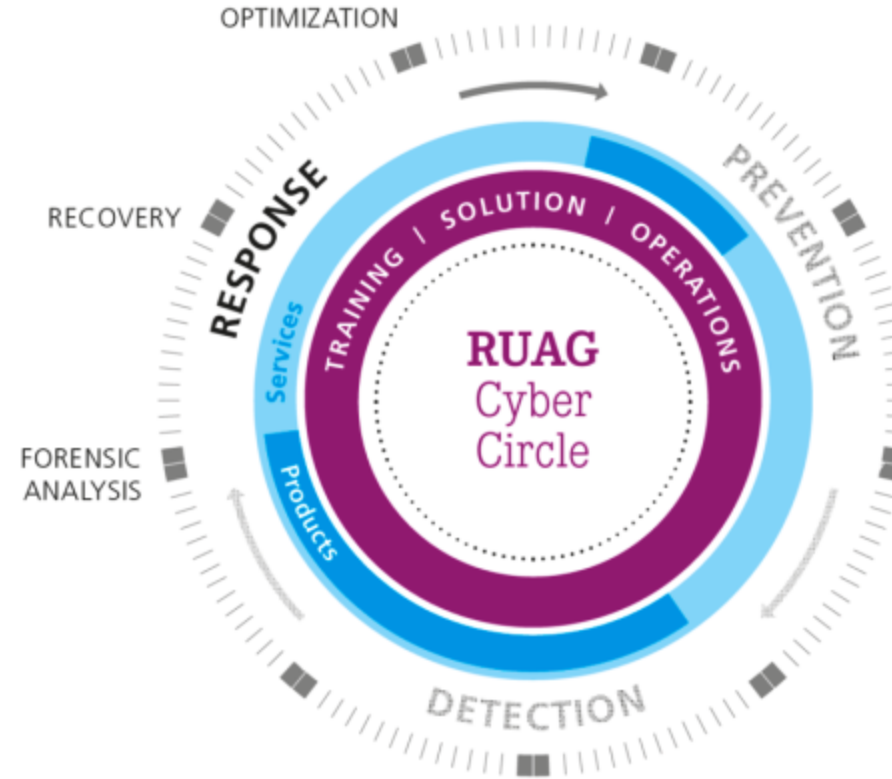 OPTIMIZATION
RESPONSE
PREVENTION
RECOVERY
TRAINING / SOLUTION / OPERATIONS
Services
RUAG
Cyber
Circle
FORENSIC
ANALYSIS
Products
DETECTION